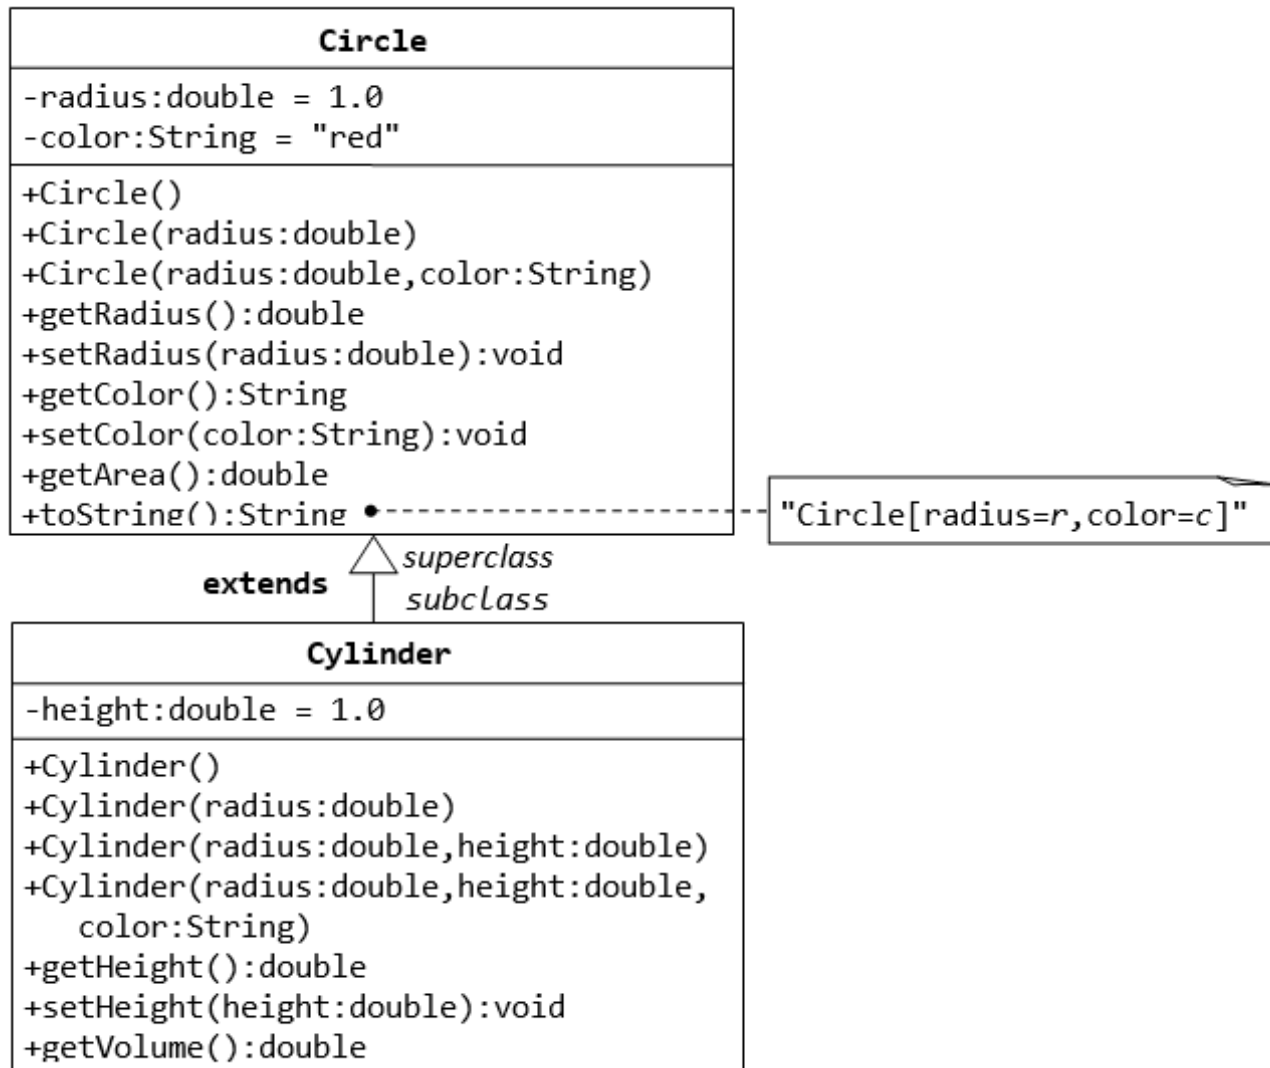 Circle
-radius:double = 1.0
-color:String = "red"
+Circle()
+Circle(radius:double)
+Circle(radius:double,color:String)
+getRadius():double
+setRadius(radius:double):void
+getColor():String
+setColor(color:String):void
+getArea():double
+toString():String
"Circle[radius=r,color=c]"
superclass
extends
subclass
Cylinder
-height:double = 1.0
+Cylinder()
+Cylinder(radius:double)
+Cylinder(radius:double,height:double)
+Cylinder(radius:double,height:double,
color:String)
+getHeight():double
+setHeight(height:double):void
+getVolume():double